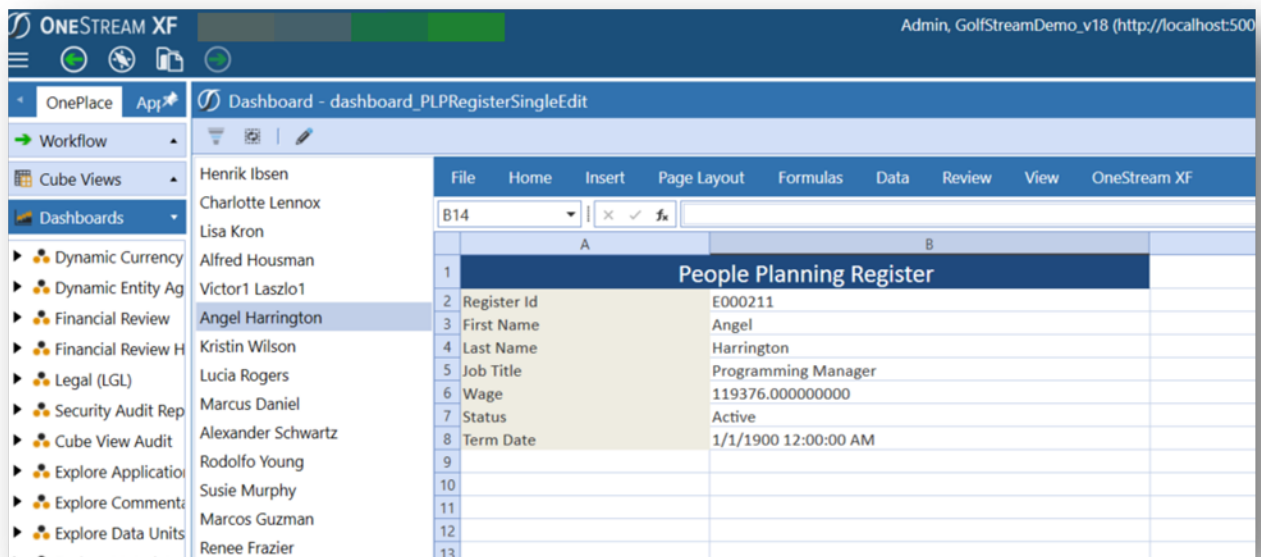 ONESTREAM XF
Admin, GolfStreamDemo_v18 (http://localhost:500
OnePlace
App
Dashboard - dashboard_PLPRegisterSingleEdit
Workflow
Cube Views
Dashboards
Dynamic Currency
Dynamic Entity Ag
Financial Review
Financial Review H
Legal (LGL)
Security Audit Rep
Cube View Audit
Explore Application
Explore Commenta
Explore Data Units
Henrik Ibsen
Charlotte Lennox
Lisa Kron
Alfred Housman
Victor1 Laszlo1
Angel Harrington
Kristin Wilson
Lucia Rogers
Marcus Daniel
Alexander Schwartz
Rodolfo Young
Susie Murphy
Marcos Guzman
Renee Frazier
File Home Insert Page Layout Formulas Data Review View OneStream XF
B14 fx
A B
1 People Planning Register
2 Register Id E000211
3 First Name Angel
4 Last Name Harrington
5 Job Title Programming Manager
6 Wage 119376.000000000
7 Status Active
8 Term Date 1/1/1900 12:00:00 AM
9
10
11
12
13